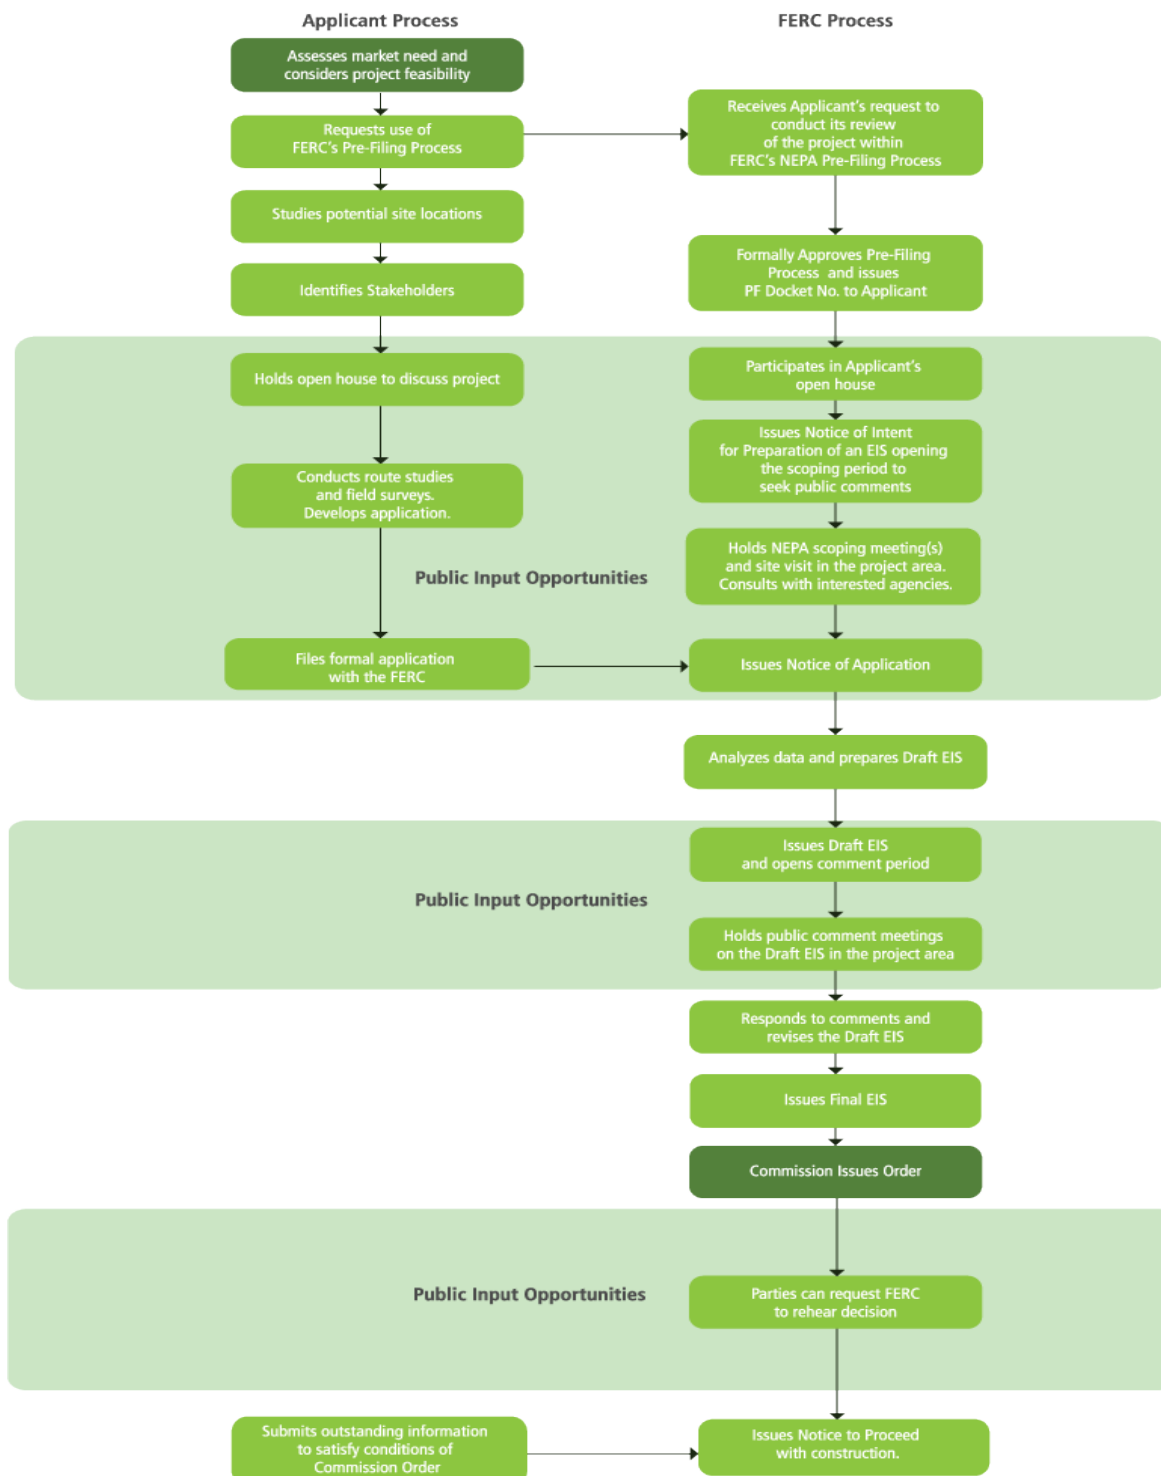 Applicant Process
FERC Process
Assesses market need and
considers project feasibility
Requests use of
FERC's Pre-Filing Process
Receives Applicant's request to
conduct its review
of the project within
FERC's NEPA Pre-Filing Process
Studies potential site locations
Identifies Stakeholders
Formally Approves Pre-Filing
Process and issues
PF Docket No. to Applicant
Holds open house to discuss project
Participates in Applicant's
open house
Issues Notice of Intent
for Preparation of an EIS opening
the scoping period to
seek public comments
Conducts route studies
and field surveys.
Develops application.
Holds NEPA scoping meeting(s)
and site visit in the project area.
Consults with interested agencies.
Public Input Opportunities
Files formal application
with the FERC
Issues Notice of Application
Analyzes data and prepares Draft EIS
Issues Draft EIS
and opens comment period
Public Input Opportunities
Holds public comment meetings
on the Draft EIS in the project area
Responds to comments and
revises the Draft EIS
Issues Final EIS
Commission Issues Order
Public Input Opportunities
Parties can request FERC
to rehear decision
Submits outstanding information
to satisfy conditions of
Commission Order
Issues Notice to Proceed
with construction.